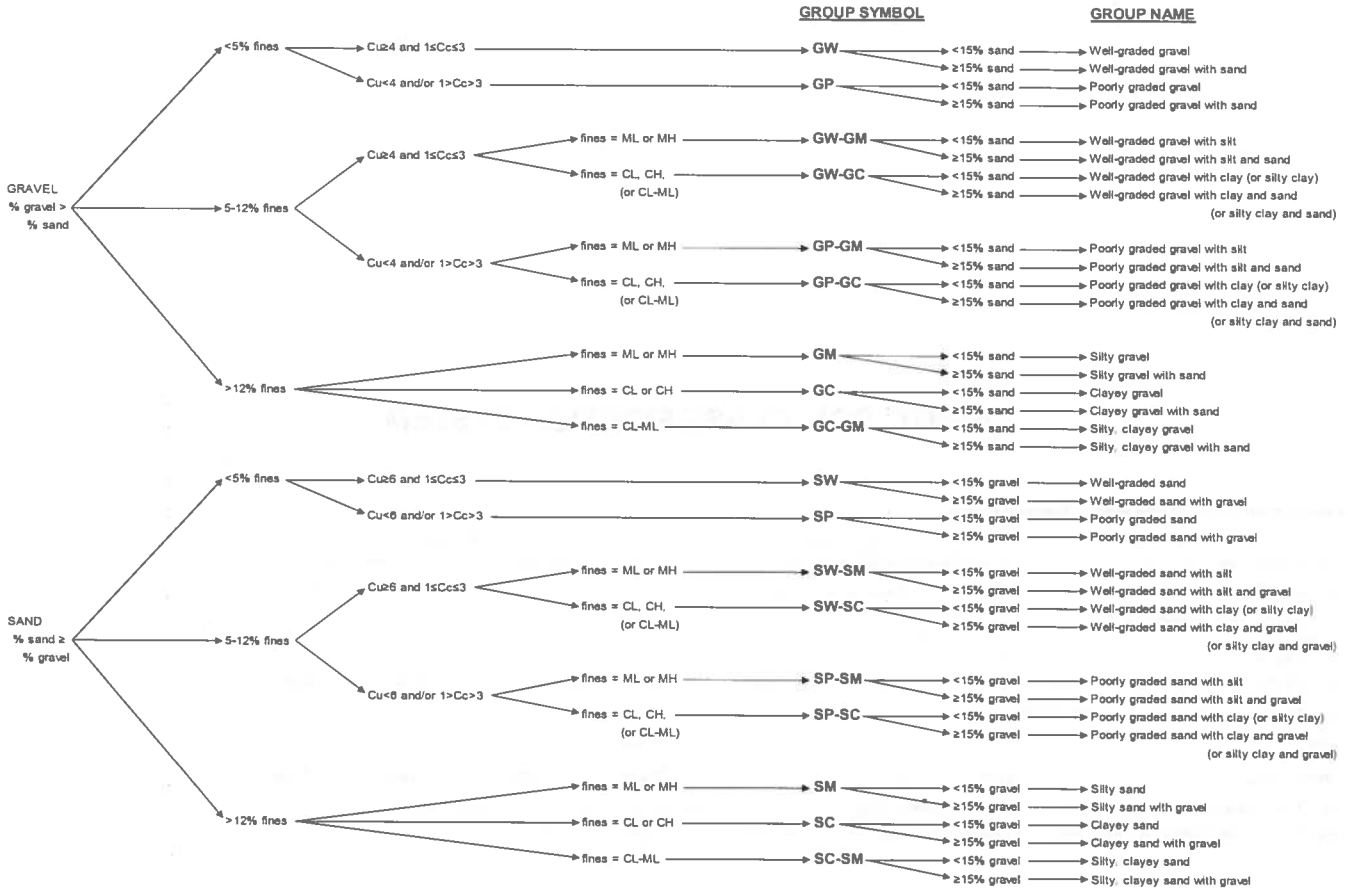 GROUP SYMBOL GROUP NAME
<5% fines Cu≥4 and 1≤Cc≤3 GW <15% sand Well-graded gravel
≥15% sand Well-graded gravel with sand
Cu<4 and/or 1>Cc>3 GP <15% sand Poorly graded gravel
≥15% sand Poorly graded gravel with sand
fines = ML or MH GW-GM <15% sand Well-graded gravel with silt
Cu≥4 and 1≤Cc≤3 ≥15% sand Well-graded gravel with silt and sand
fines = CL, CH, GW-GC <15% sand Well-graded gravel with clay (or silty clay)
GRAVEL (or CL-ML) ≥15% sand Well-graded gravel with clay and sand
% gravel > 5-12% fines (or silty clay and sand)
% sand
fines = ML or MH GP-GM <15% sand Poorly graded gravel with silt
Cu<4 and/or 1>Cc>3 ≥15% sand Poorly graded gravel with silt and sand
fines = CL, CH, GP-GC <15% sand Poorly graded gravel with clay (or silty clay)
(or CL-ML) ≥15% sand Poorly graded gravel with clay and sand
(or silty clay and sand)
fines = ML or MH GM <15% sand Silty gravel
≥15% sand Silty gravel with sand
>12% fines fines = CL or CH GC <15% sand Clayey gravel
≥15% sand Clayey gravel with sand
fines = CL-ML GC-GM <15% sand Silty, clayey gravel
≥15% sand Silty, clayey gravel with sand
<5% fines Cu≥6 and 1≤Cc≤3 SW <15% gravel Well-graded sand
≥15% gravel Well-graded sand with gravel
Cu<6 and/or 1>Cc>3 SP <15% gravel Poorly graded sand
≥15% gravel Poorly graded sand with gravel
fines = ML or MH SW-SM <15% gravel Well-graded sand with silt
Cu≥6 and 1≤Cc≤3 ≥15% gravel Well-graded sand with silt and gravel
fines = CL, CH, SW-SC <15% gravel Well-graded sand with clay (or silty clay)
SAND (or CL-ML) ≥15% gravel Well-graded sand with clay and gravel
% sand ≥ 5-12% fines (or silty clay and gravel)
% gravel
fines = ML or MH SP-SM <15% gravel Poorly graded sand with silt
Cu<6 and/or 1>Cc>3 ≥15% gravel Poorly graded sand with silt and gravel
fines = CL, CH, SP-SC <15% gravel Poorly graded sand with clay (or silty clay)
(or CL-ML) ≥15% gravel Poorly graded sand with clay and gravel
(or silty clay and gravel)
fines = ML or MH SM <15% gravel Silty sand
≥15% gravel Silty sand with gravel
>12% fines fines = CL or CH SC <15% gravel Clayey sand
≥15% gravel Clayey sand with gravel
fines = CL-ML SC-SM <15% gravel Silty, clayey sand
≥15% gravel Silty, clayey sand with gravel